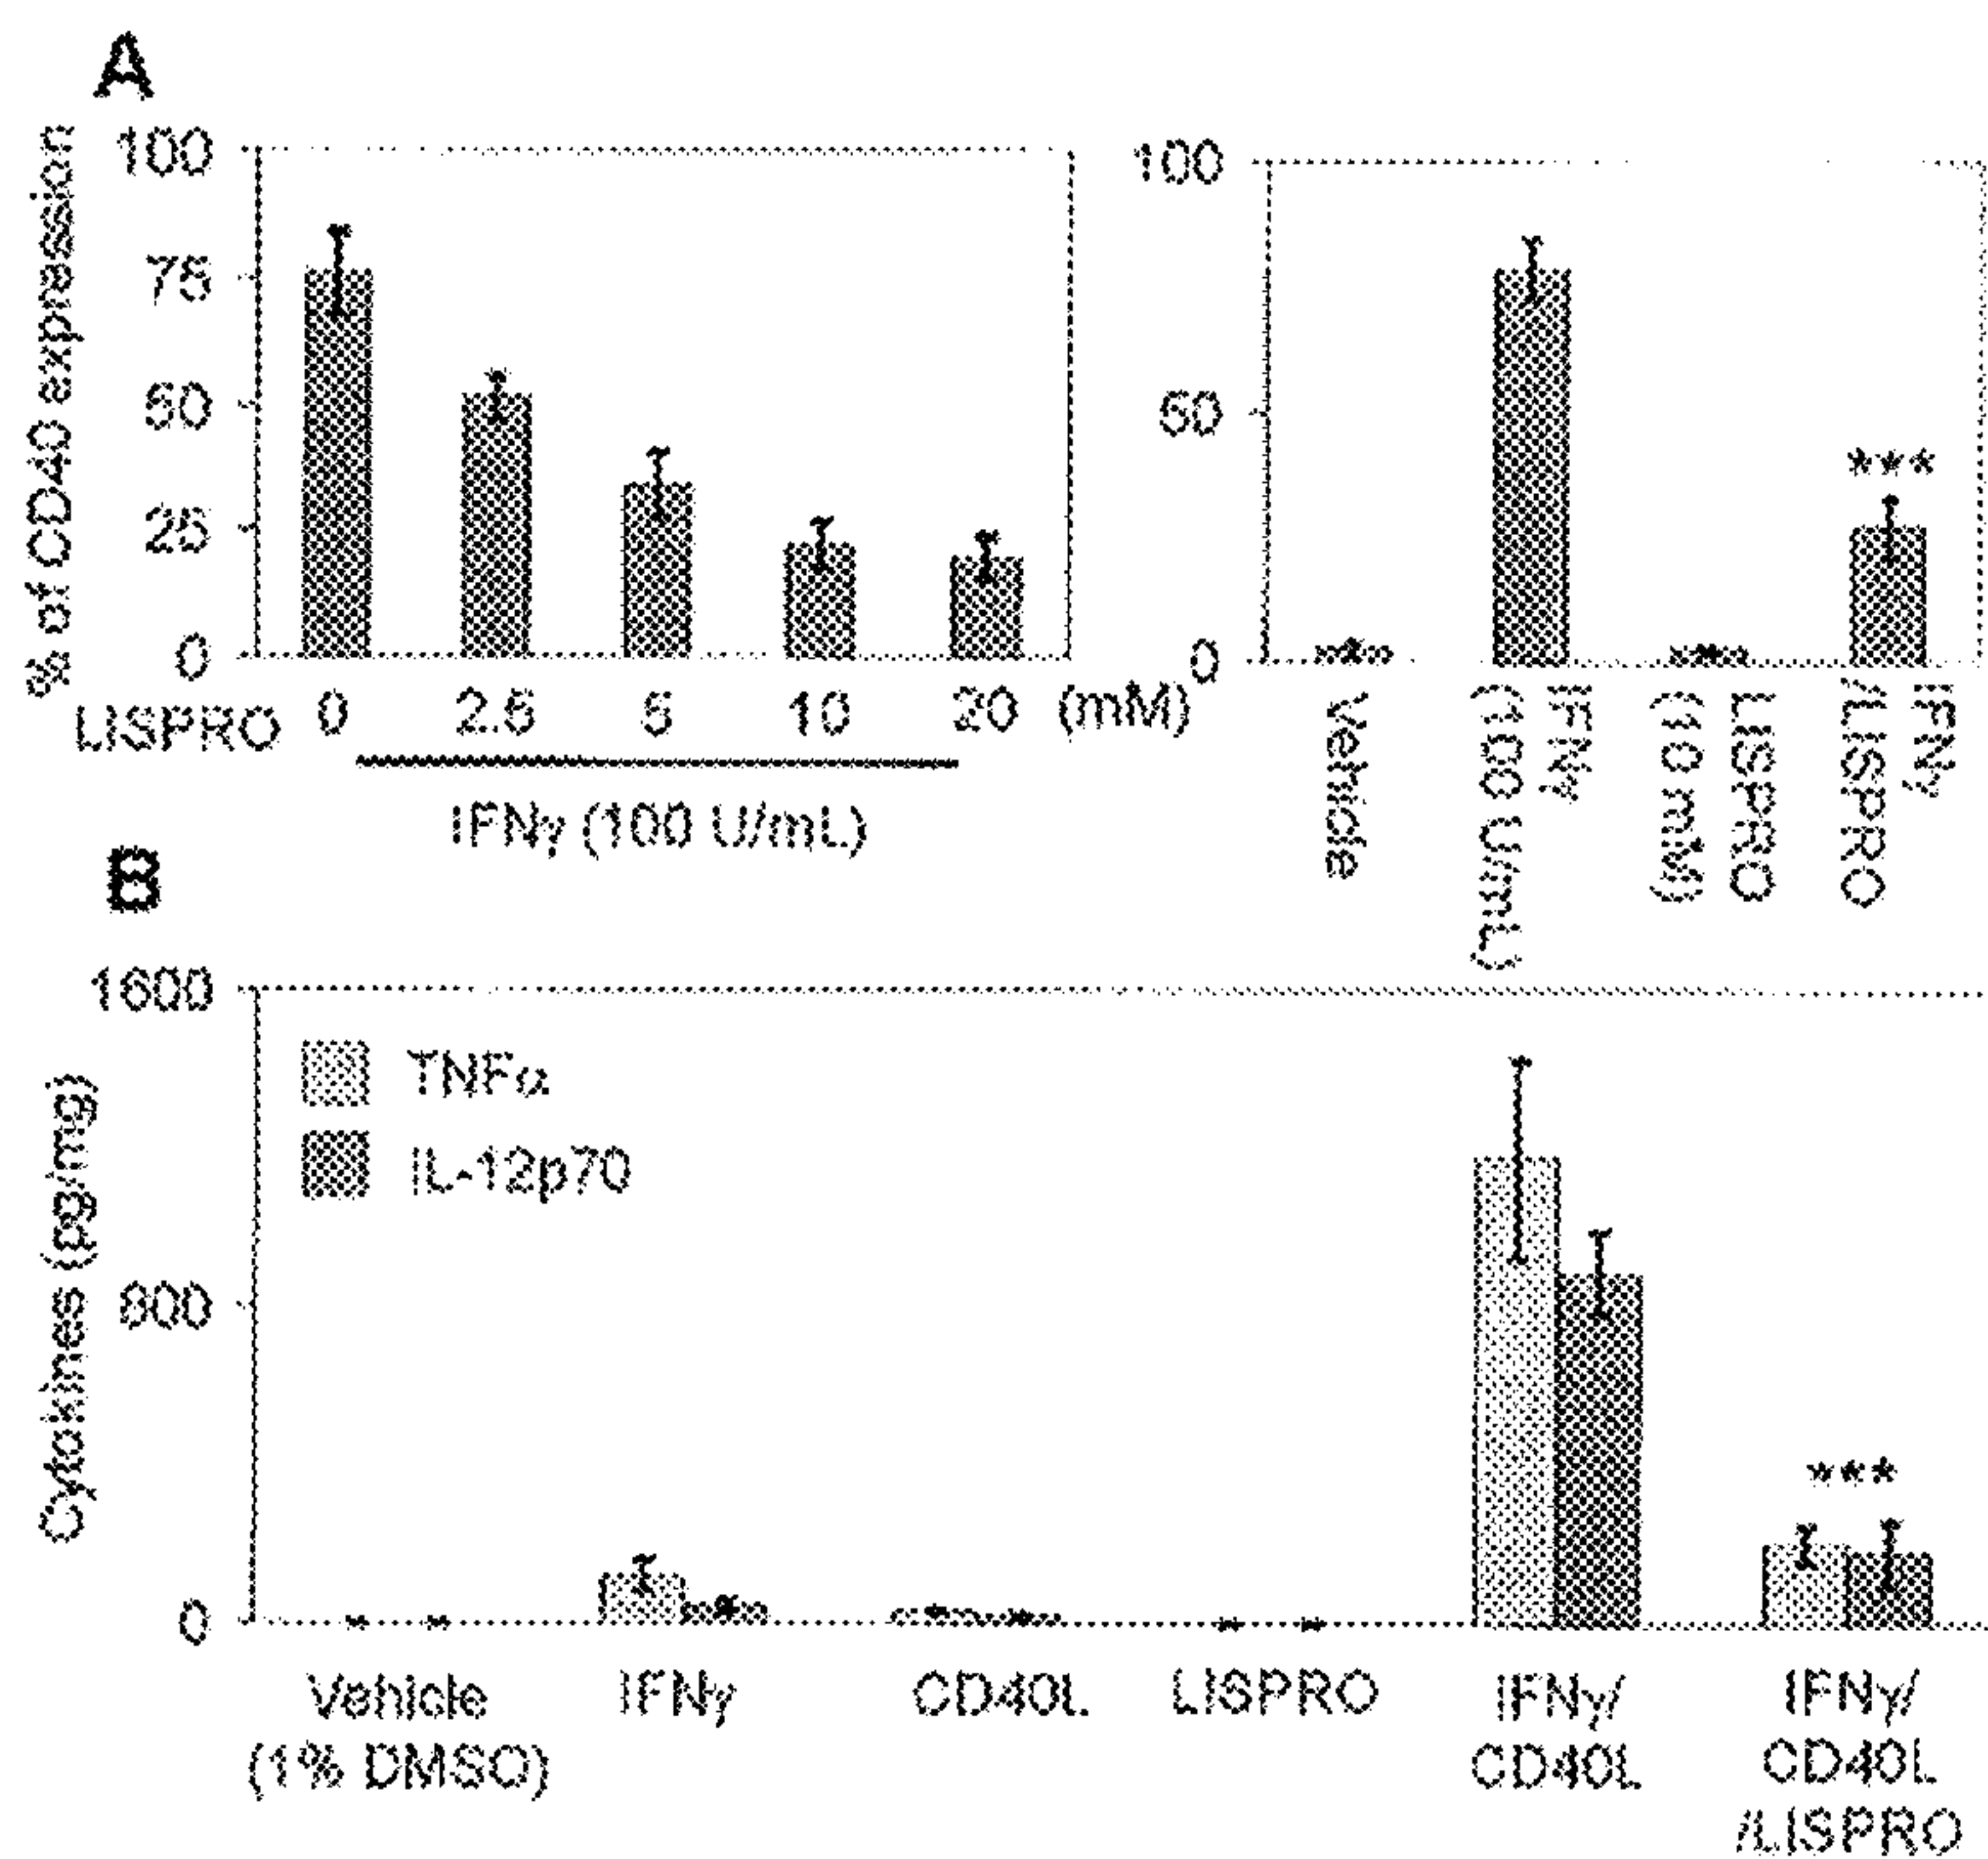 A
% of CD40 expression
100
75
50
25
0
LISPRO 0 2.5 5 10 20 (mM)
IFNγ (100 U/mL)
100
50
0
***
Vehicle
IFNγ
(100 U/mL)
LISPRO
(10 mM)
IFNγ
/LISPRO
B
Cytokines (pg/mg)
1600
800
0
TNFα
IL-12p70
***
Vehicle
(1% DMSO)
IFNγ
CD40L
LISPRO
IFNγ/
CD40L
IFNγ/
CD40L
/LISPRO